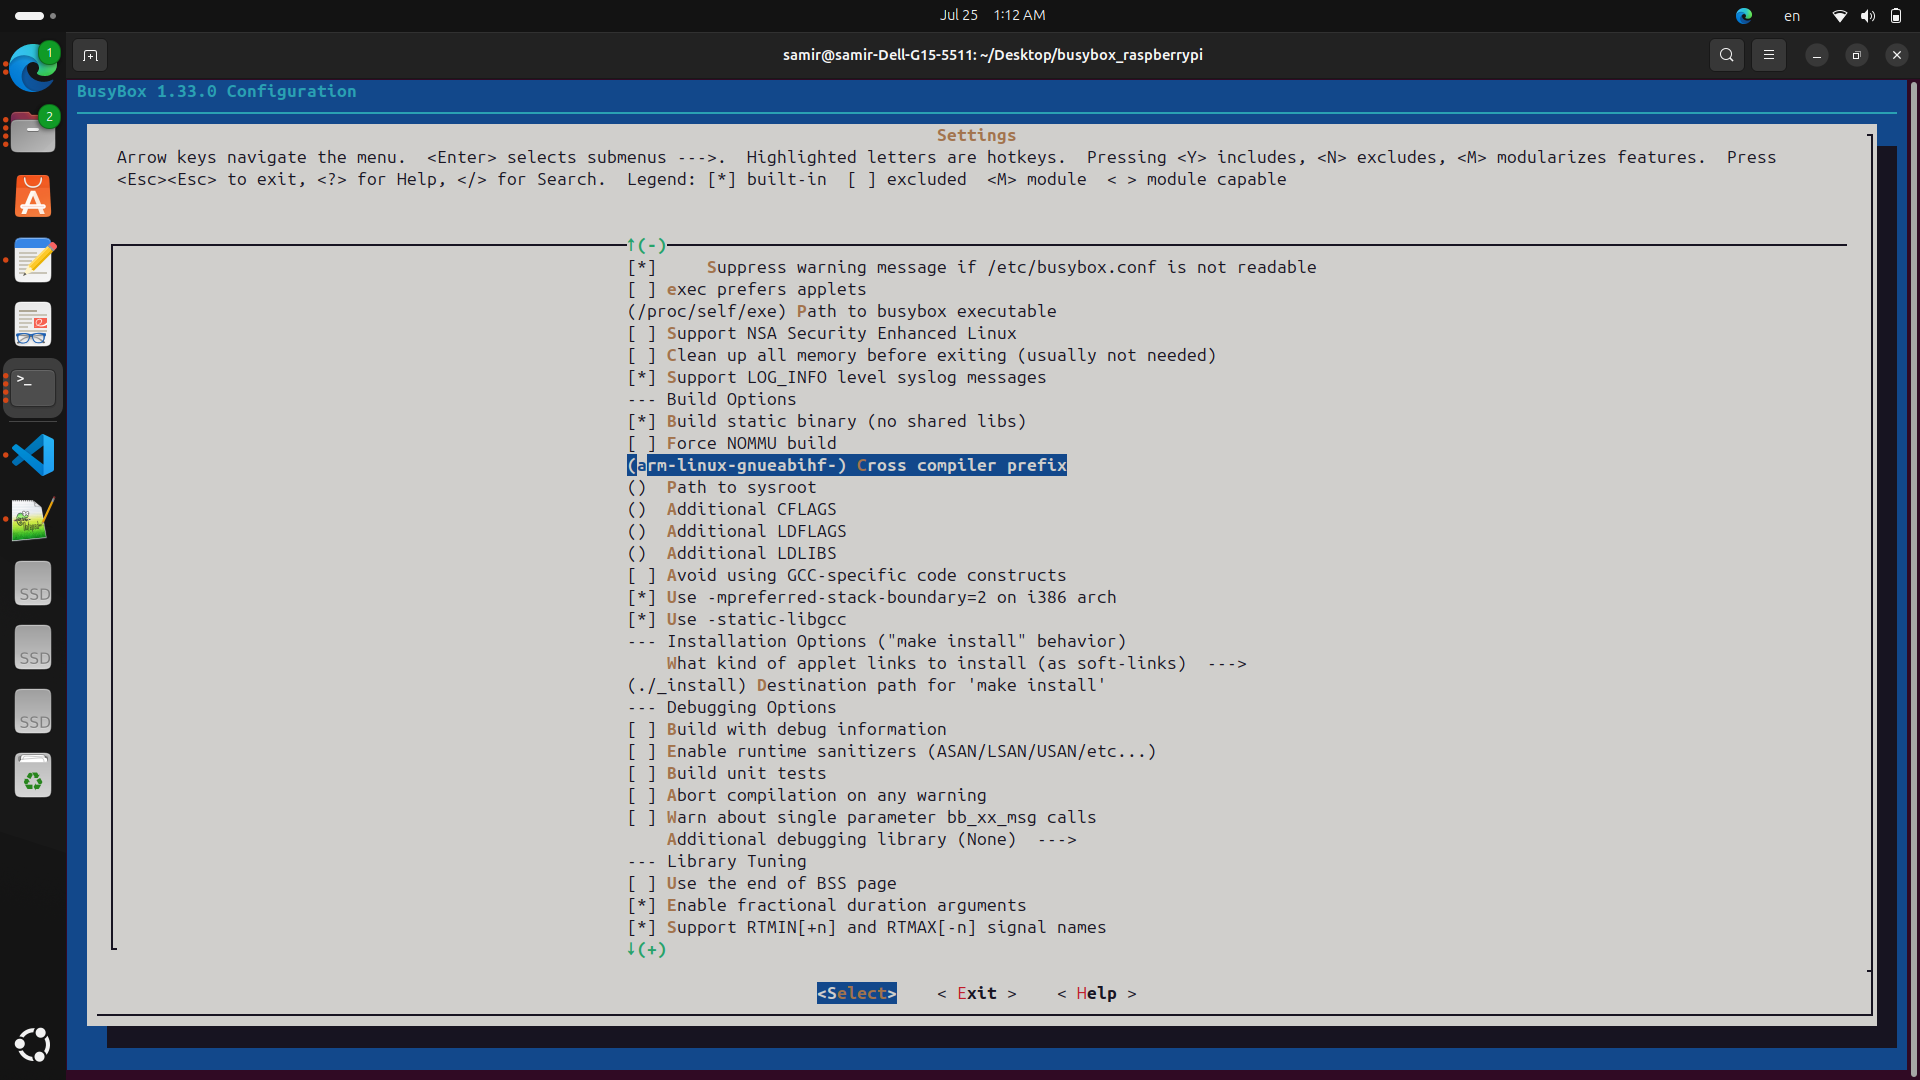 Jul 25 1:12 AM
en
1
samir@samir-Dell-G15-5511: ~/Desktop/busybox_raspberrypi
BusyBox 1.33.0 Configuration
2
Settings
Arrow keys navigate the menu. <Enter> selects submenus --->. Highlighted letters are hotkeys. Pressing <Y> includes, <N> excludes, <M> modularizes features. Press
<Esc><Esc> to exit, <?> for Help, </> for Search. Legend: [*] built-in [ ] excluded <M> module < > module capable
↑(-)
[*] Suppress warning message if /etc/busybox.conf is not readable
[ ] exec prefers applets
(/proc/self/exe) Path to busybox executable
[ ] Support NSA Security Enhanced Linux
[ ] Clean up all memory before exiting (usually not needed)
[*] Support LOG_INFO level syslog messages
--- Build Options
[*] Build static binary (no shared libs)
[ ] Force NOMMU build
(arm-linux-gnueabihf-) Cross compiler prefix
() Path to sysroot
() Additional CFLAGS
() Additional LDFLAGS
() Additional LDLIBS
[ ] Avoid using GCC-specific code constructs
[*] Use -mpreferred-stack-boundary=2 on i386 arch
[*] Use -static-libgcc
--- Installation Options ("make install" behavior)
What kind of applet links to install (as soft-links) --->
(./_install) Destination path for 'make install'
--- Debugging Options
[ ] Build with debug information
[ ] Enable runtime sanitizers (ASAN/LSAN/USAN/etc...)
[ ] Build unit tests
[ ] Abort compilation on any warning
[ ] Warn about single parameter bb_xx_msg calls
Additional debugging library (None) --->
--- Library Tuning
[ ] Use the end of BSS page
[*] Enable fractional duration arguments
[*] Support RTMIN[+n] and RTMAX[-n] signal names
↓(+)
<Select> < Exit > < Help >
>_
SSD
SSD
SSD